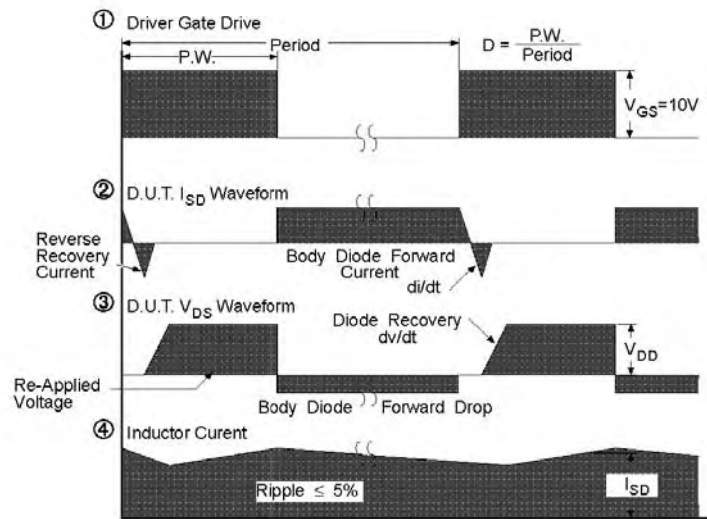 ① Driver Gate Drive
Period
P.W.
D = P.W. / Period
V_GS=10V
② D.U.T. I_SD Waveform
Reverse
Recovery
Current
Body Diode Forward
Current
di/dt
③ D.U.T. V_DS Waveform
Diode Recovery
dv/dt
V_DD
Re-Applied
Voltage
Body Diode Forward Drop
④ Inductor Curent
Ripple ≤ 5%
I_SD